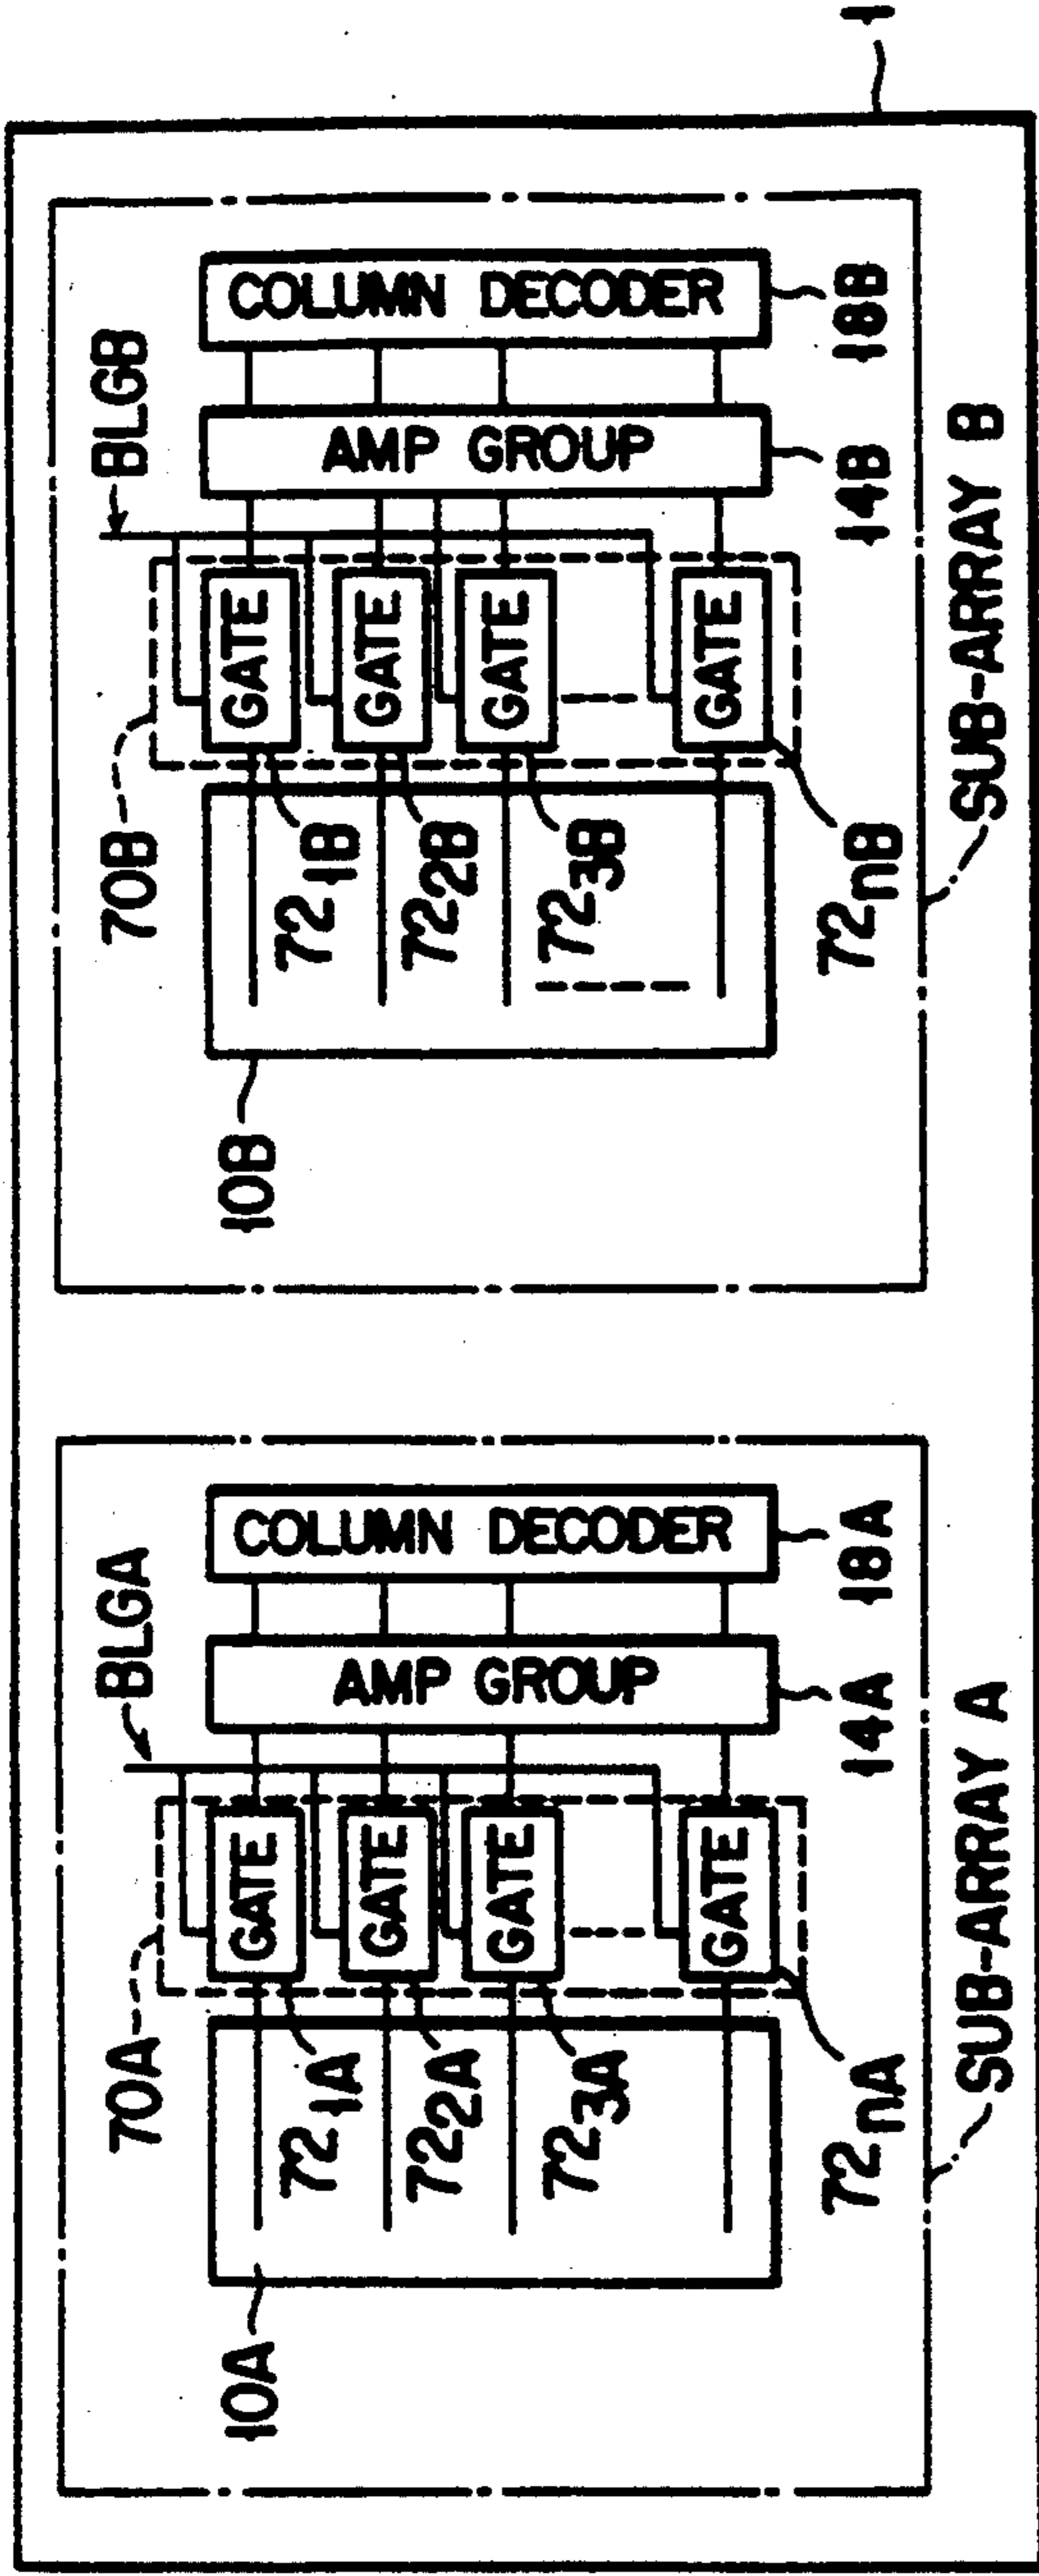 1
BLGA
70A
GATE
GATE
GATE
GATE
AMP GROUP
COLUMN DECODER
10A
72 1A
72 2A
72 3A
72 nA
14A
18A
SUB-ARRAY A
BLGB
70B
GATE
GATE
GATE
GATE
AMP GROUP
COLUMN DECODER
10B
72 1B
72 2B
72 3B
72 nB
14B
18B
SUB-ARRAY B